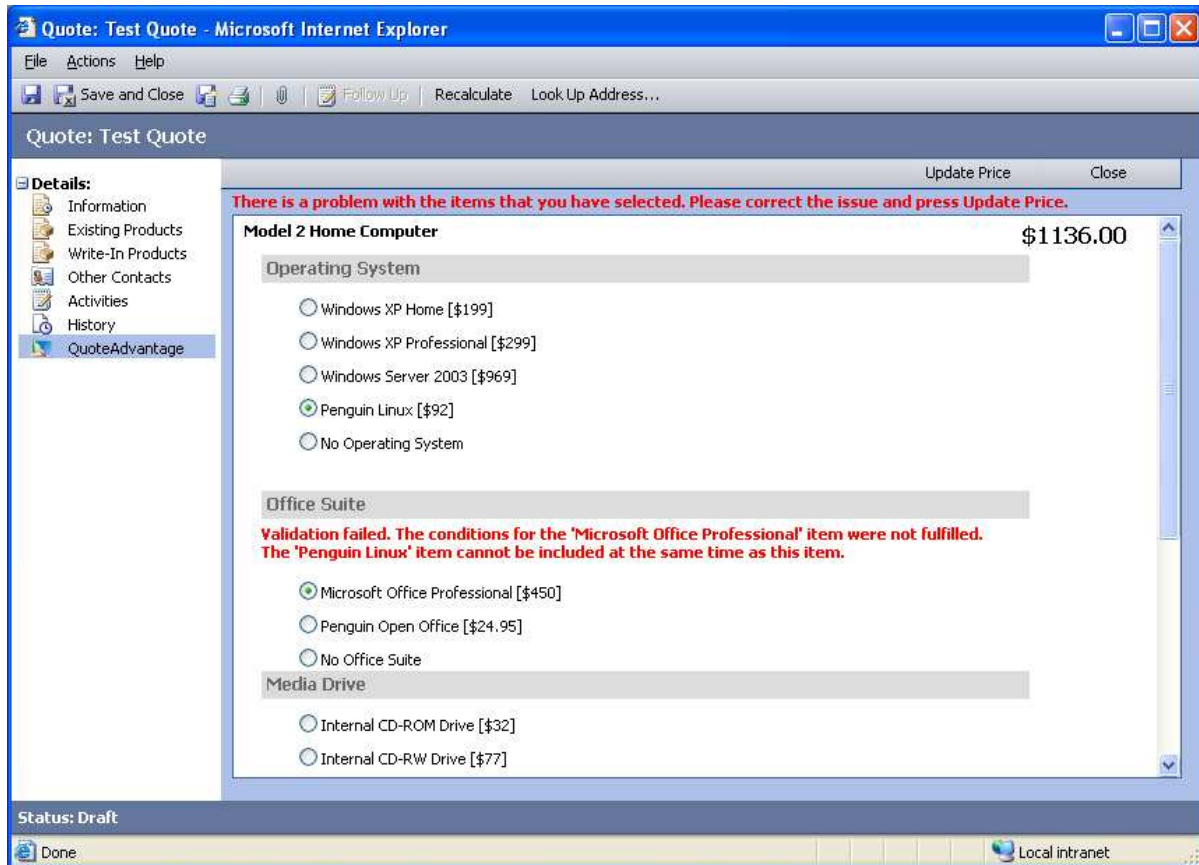 Quote: Test Quote - Microsoft Internet Explorer
File Actions Help
Save and Close Follow Up Recalculate Look Up Address...
Quote: Test Quote
Update Price Close
Details:
Information
Existing Products
Write-In Products
Other Contacts
Activities
History
QuoteAdvantage
There is a problem with the items that you have selected. Please correct the issue and press Update Price.
Model 2 Home Computer $1136.00
Operating System
Windows XP Home [$199]
Windows XP Professional [$299]
Windows Server 2003 [$969]
Penguin Linux [$92]
No Operating System
Office Suite
Validation failed. The conditions for the 'Microsoft Office Professional' item were not fulfilled.
The 'Penguin Linux' item cannot be included at the same time as this item.
Microsoft Office Professional [$450]
Penguin Open Office [$24.95]
No Office Suite
Media Drive
Internal CD-ROM Drive [$32]
Internal CD-RW Drive [$77]
Status: Draft
Done Local intranet